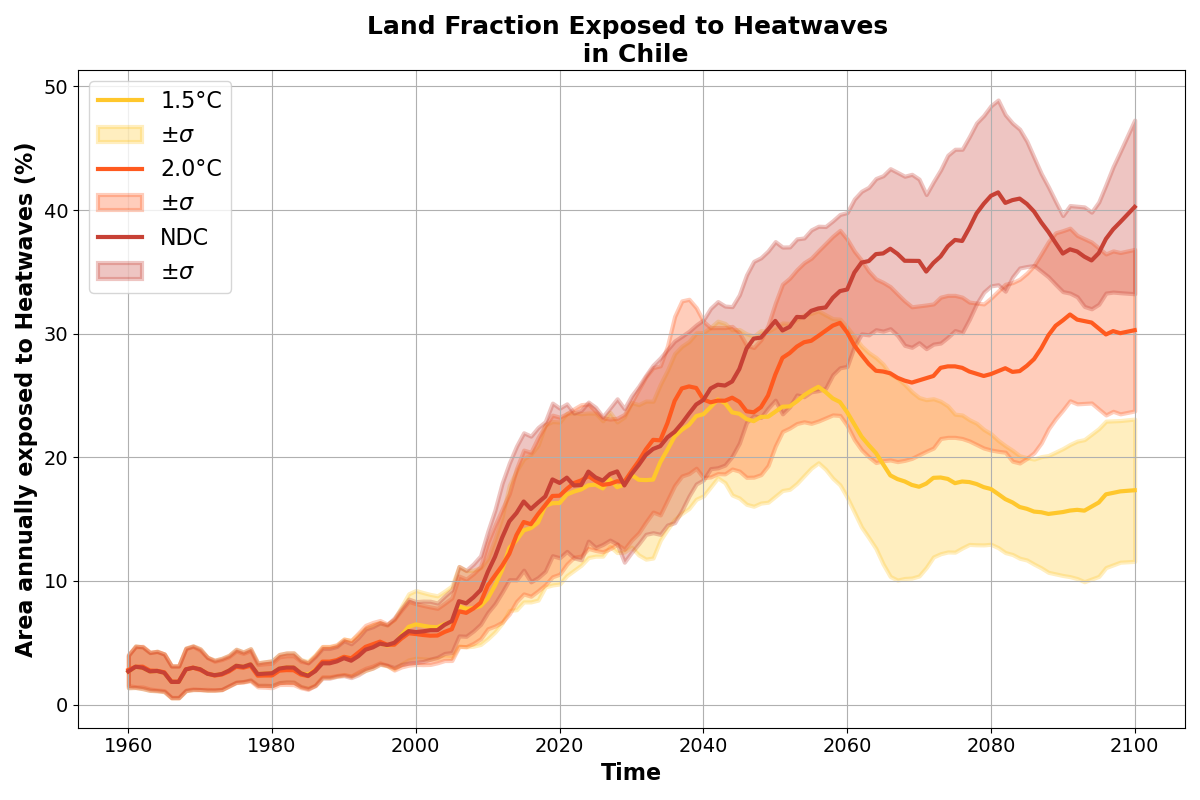 Land Fraction Exposed to Heatwaves
in Chile
Area annually exposed to Heatwaves (%)
50
40
30
20
10
0
1.5°C
±σ
2.0°C
±σ
NDC
±σ
1960 1980 2000 2020 2040 2060 2080 2100
Time